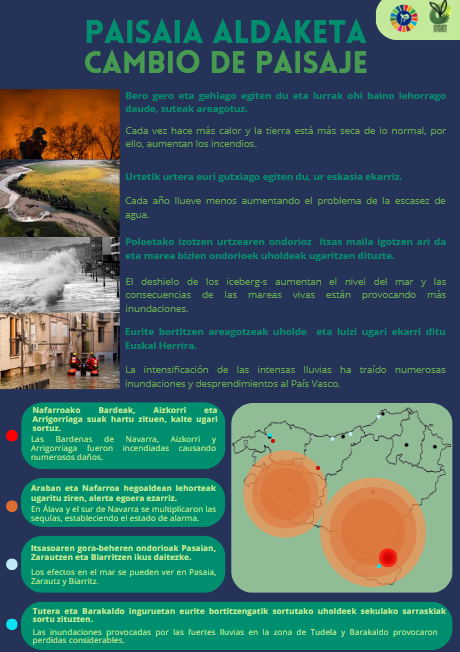 PAISAIA ALDAKETA
CAMBIO DE PAISAJE
Bero gero eta gehiago egiten du eta lurrak ohi baino lehorrago
daude, suteak areagotuz.
Cada vez hace más calor y la tierra está más seca de lo normal, por
ello, aumentan los incendios.
Urtetik urtera euri gutxiago egiten du, ur eskasia ekarriz.
Cada año llueve menos aumentando el problema de la escasez de
agua.
Poloetako izotzen urtzearen ondorioz itsas maila igotzen ari da
eta marea bizien ondorioek uholdeak ugaritzen dituzte.
El deshielo de los iceberg-s aumentan el nivel del mar y las
consecuencias de las mareas vivas están provocando más
inundaciones.
Eurite bortitzen areagotzeak uholde eta luizi ugari ekarri ditu
Euskal Herrira.
La intensificación de las intensas lluvias ha traído numerosas
inundaciones y desprendimientos al País Vasco.
Nafarroako Bardeak, Aizkorri eta
Arrigorriaga suak hartu zituen, kalte ugari
sortuz.
Las Bardenas de Navarra, Aizkorri y
Arrigorriaga fueron incendiadas causando
numerosos daños.
Araban eta Nafarroa hegoaldean lehorteak
ugaritu ziren, alerta egoera ezarriz.
En Álava y el sur de Navarra se multiplicaron las
sequías, estableciendo el estado de alarma.
Itsasoaren gora-beheren ondorioak Pasaian,
Zarautzen eta Biarritzen ikus daitezke.
Los efectos en el mar se pueden ver en Pasaia,
Zarautz y Biarritz.
Tutera eta Barakaldo inguruetan eurite bortitzengatik sortutako uholdeek sekulako sarraskiak
sortu zituzten.
Las inundaciones provocadas por las fuertes lluvias en la zona de Tudela y Barakaldo provocaron
perdidas considerables.